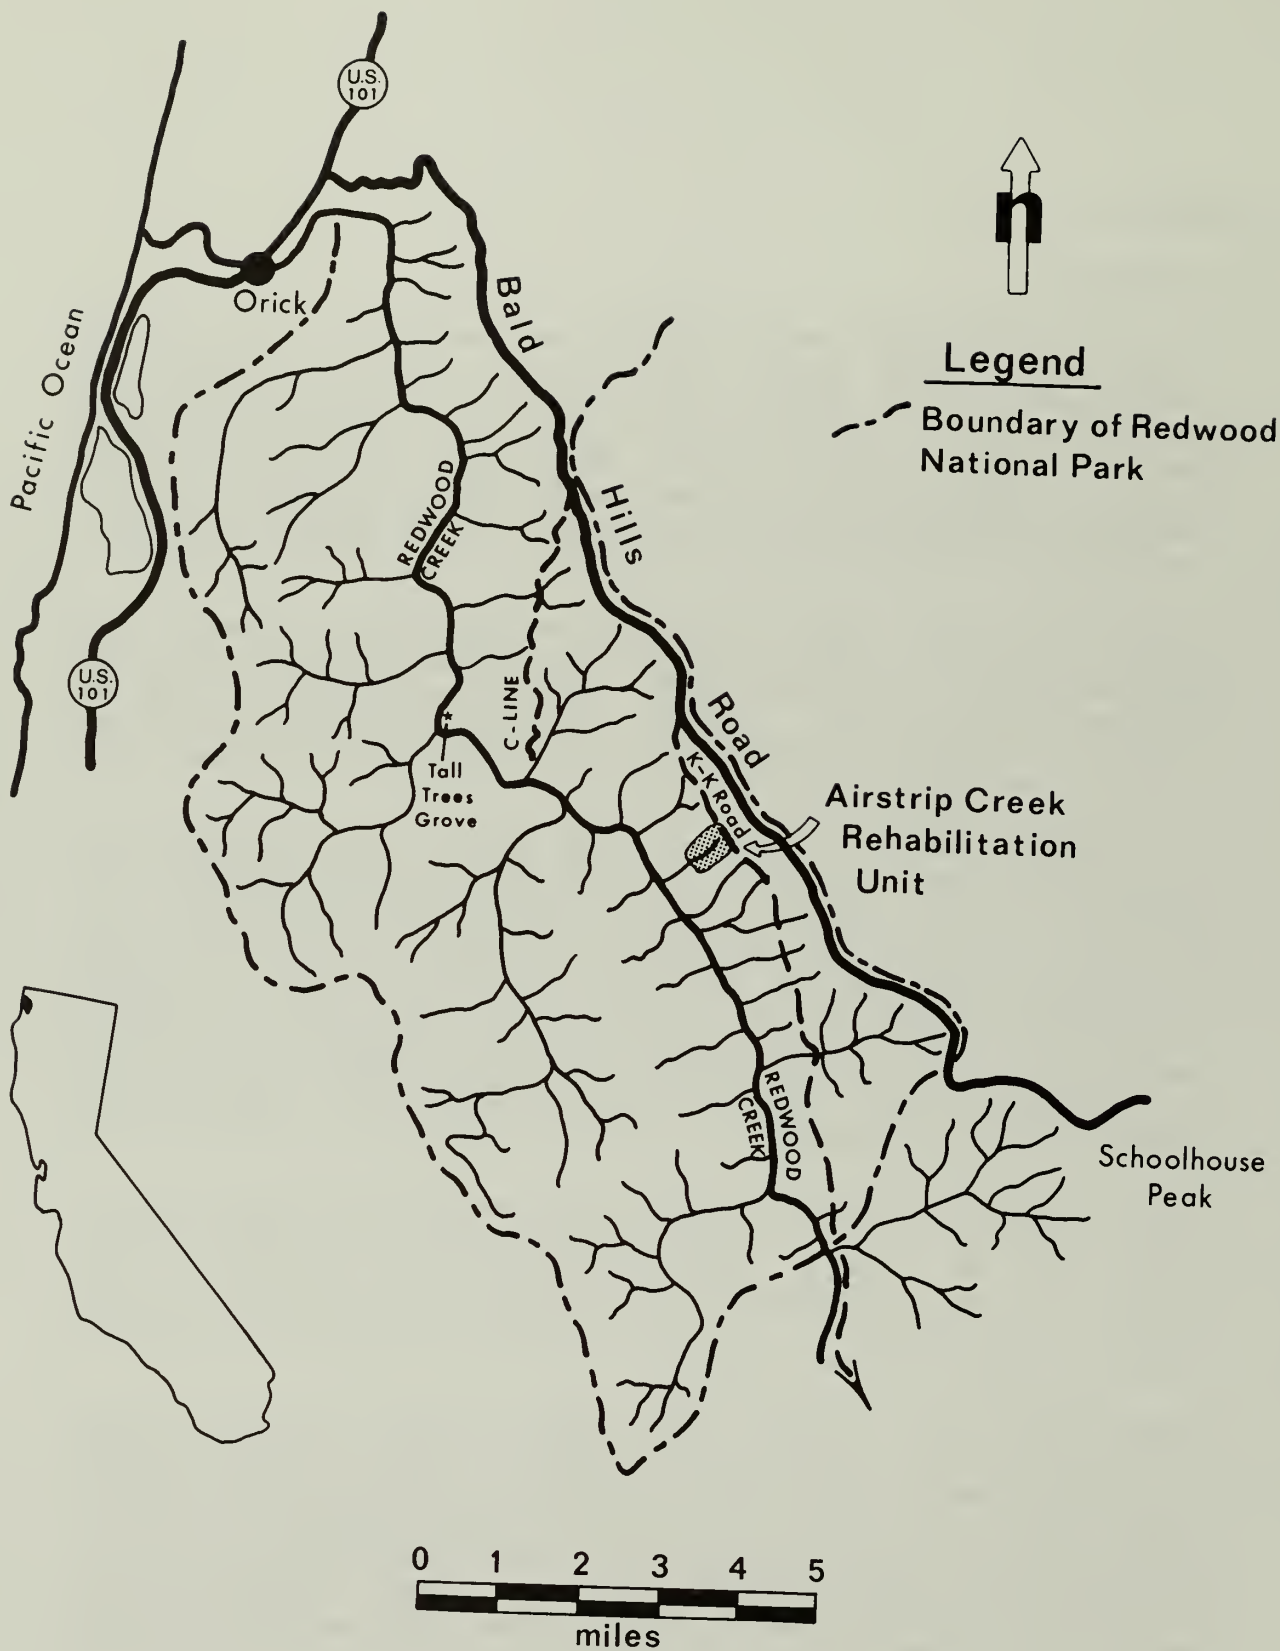 U.S.
101
n
Orick
Bald
Hills
Road
Pacific Ocean
Legend
Boundary of Redwood
National Park
REDWOOD
CREEK
U.S.
101
C-LINE
Tall
Trees
Grove
K-K Road
Airstrip Creek
Rehabilitation
Unit
REDWOOD
CREEK
Schoolhouse
Peak
0 1 2 3 4 5
miles